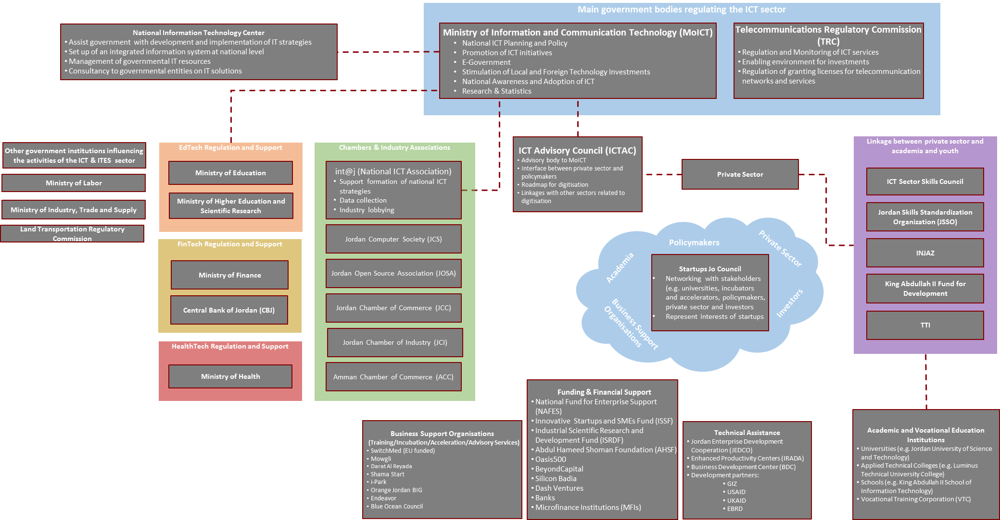 Main government bodies regulating the ICT sector
National Information Technology Center
• Assist government with development and implementation of IT strategies
• Set up of an integrated information system at national level
• Management of governmental IT resources
• Consultancy to governmental entities on IT solutions
Ministry of Information and Communication Technology (MoICT)
• National ICT Planning and Policy
• Promotion of ICT initiatives
• E-Government
• Stimulation of Local and Foreign Technology Investments
• National Awareness and Adoption of ICT
• Research & Statistics
Telecommunications Regulatory Commission
(TRC)
• Regulation and Monitoring of ICT services
• Enabling environment for investments
• Regulation of granting licenses for telecommunication
networks and services
Other government institutions influencing
the activities of the ICT & ITES sector
Ministry of Labor
Ministry of Industry, Trade and Supply
Land Transportation Regulatory
Commission
EdTech Regulation and Support
Ministry of Education
Ministry of Higher Education and
Scientific Research
FinTech Regulation and Support
Ministry of Finance
Central Bank of Jordan (CBJ)
HealthTech Regulation and Support
Ministry of Health
Chambers & Industry Associations
int@j (National ICT Association)
• Support formation of national ICT
strategies
• Data collection
• Industry lobbying
Jordan Computer Society (JCS)
Jordan Open Source Association (JOSA)
Jordan Chamber of Commerce (JCC)
Jordan Chamber of Industry (JCI)
Amman Chamber of Commerce (ACC)
ICT Advisory Council (ICTAC)
• Advisory body to MoICT
• Interface between private sector and
policymakers
• Roadmap for digitisation
• Linkages with other sectors related to
digitisation
Private Sector
Linkage between private sector and
academia and youth
ICT Sector Skills Council
Jordan Skills Standardization
Organization (JSSO)
INJAZ
King Abdullah II Fund for
Development
TTI
Policymakers
Private Sector
Academia
Investors
Business Support
Organisations
Startups Jo Council
• Networking with stakeholders
(e.g. universities, incubators
and accelerators, policymakers,
private sector and investors
• Represent interests of startups
Business Support Organisations
(Training/Incubation/Acceleration/Advisory Services)
• SwitchMed (EU funded)
• Mowgli
• Darat Al Reyada
• Shama Start
• i-Park
• Orange Jordan BIG
• Endeavor
• Blue Ocean Council
Funding & Financial Support
• National Fund for Enterprise Support
(NAFES)
• Innovative Startups and SMEs Fund (ISSF)
• Industrial Scientific Research and
Development Fund (ISRDF)
• Abdul Hameed Shoman Foundation (AHSF)
• Oasis500
• BeyondCapital
• Silicon Badia
• Dash Ventures
• Banks
• Microfinance Institutions (MFIs)
Technical Assistance
• Jordan Enterprise Development
Cooperation (JEDCO)
• Enhanced Productivity Centers (IRADA)
• Business Development Center (BDC)
• Development partners:
• GIZ
• USAID
• UKAID
• EBRD
Academic and Vocational Education
Institutions
• Universities (e.g. Jordan University of Science
and Technology)
• Applied Technical Colleges (e.g. Luminus
Technical University College)
• Schools (e.g. King Abdullah II School of
Information Technology)
• Vocational Training Corporation (VTC)